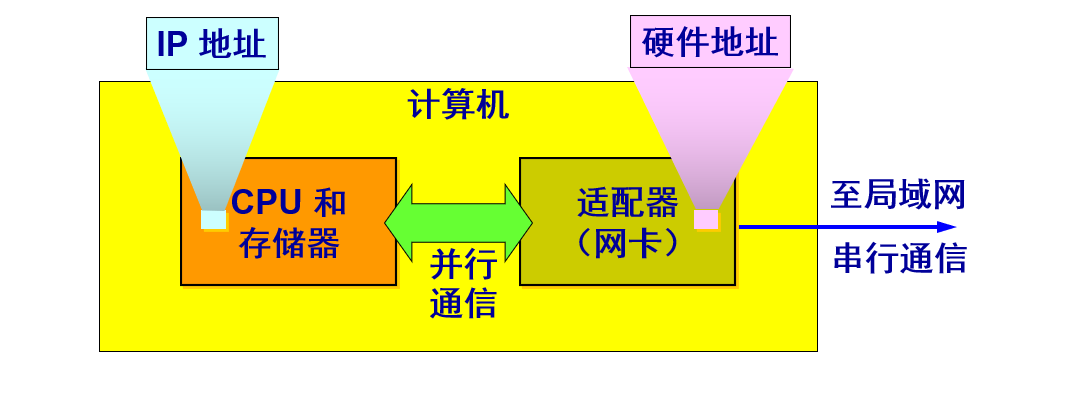 IP 地址
硬件地址
计算机
CPU 和
存储器
并行
通信
适配器
（网卡）
至局域网
串行通信